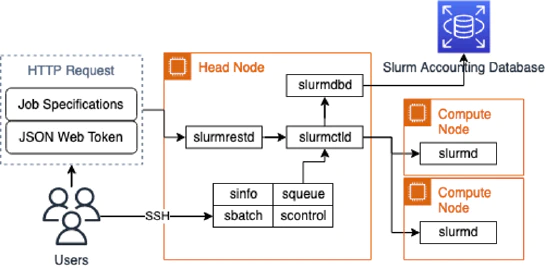 HTTP Request
Job Specifications
JSON Web Token
Users
SSH
Head Node
slurmdbd
slurmrestd
slurmctld
sinfo squeue
sbatch scontrol
Slurm Accounting Database
Compute
Node
slurmd
Compute
Node
slurmd